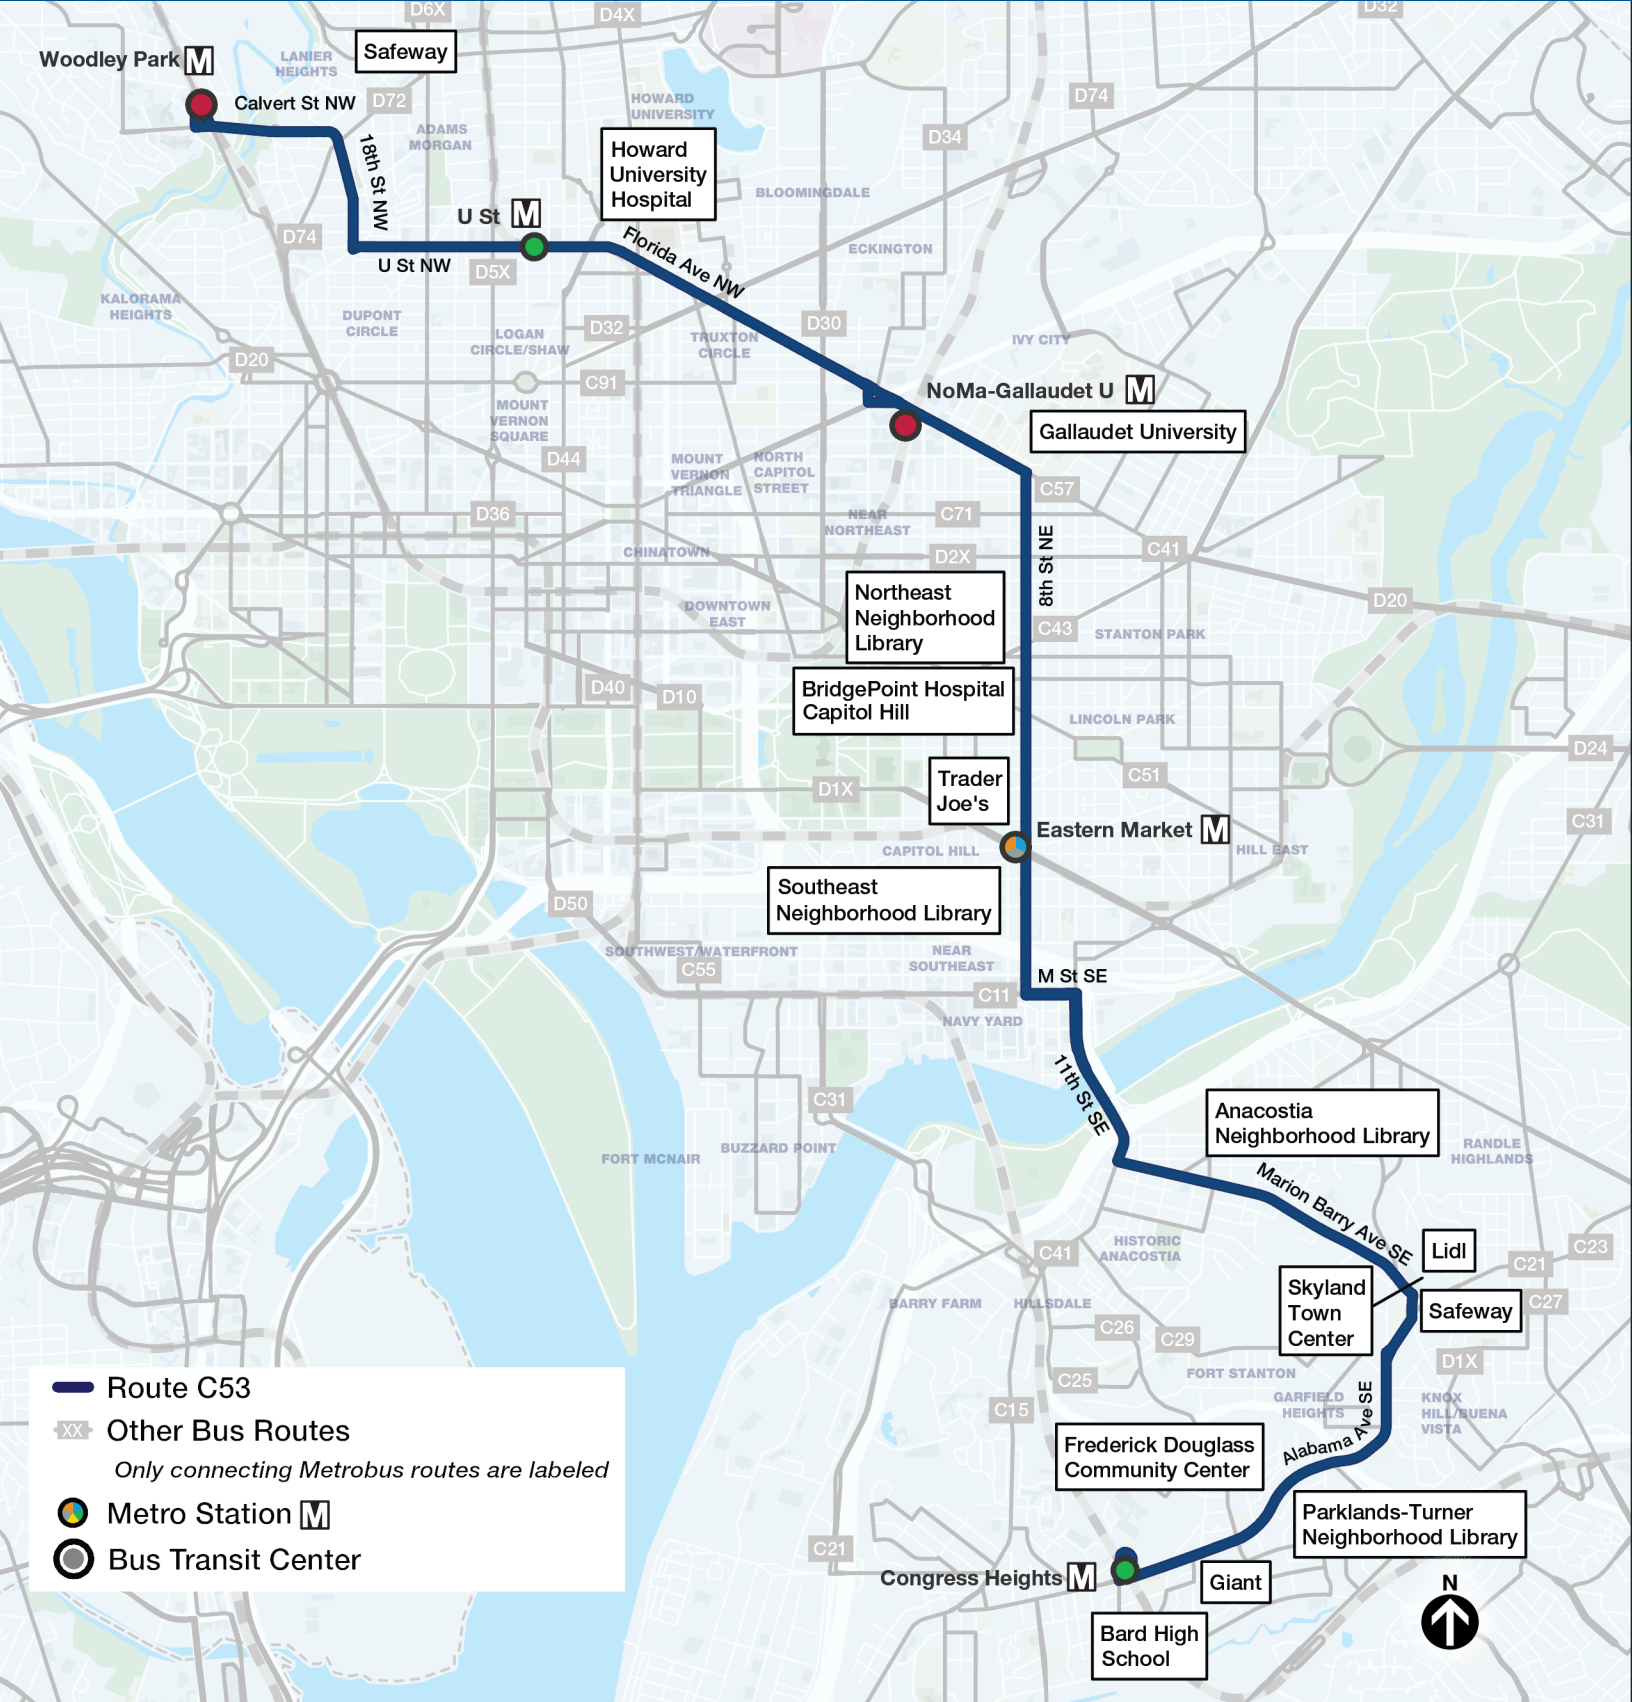 D6X
D4X
D32
Woodley Park M
LANIER
HEIGHTS
Safeway
Calvert St NW
D72
D74
HOWARD
UNIVERSITY
ADAMS
MORGAN
D34
18th St NW
Howard
University
Hospital
BLOOMINGDALE
U St M
D74
U St NW
D5X
Florida Ave NW
ECKINGTON
KALORAMA
HEIGHTS
DUPONT
CIRCLE
LOGAN
CIRCLE/SHAW
D32
TRUXTON
CIRCLE
D30
IVY CITY
D20
C91
NoMa-Gallaudet U M
MOUNT
VERNON
SQUARE
Gallaudet University
D44
MOUNT
VERNON
TRIANGLE
NORTH
CAPITOL
STREET
C57
D36
NEAR
NORTHEAST
C71
CHINATOWN
D2X
8th St NE
C41
Northeast
Neighborhood
Library
DOWNTOWN
EAST
D20
C43
STANTON PARK
D40
D10
BridgePoint Hospital
Capitol Hill
LINCOLN PARK
D24
Trader
Joe's
D1X
C51
C31
Eastern Market M
CAPITOL HILL
HILL EAST
Southeast
Neighborhood Library
D50
SOUTHWEST/WATERFRONT
C55
NEAR
SOUTHEAST
M St SE
C11
NAVY YARD
11th St SE
C31
Anacostia
Neighborhood Library
BUZZARD POINT
FORT MCNAIR
RANDLE
HIGHLANDS
Marion Barry Ave SE
HISTORIC
ANACOSTIA
C41
Lidl
C21
C23
Skyland
Town
Center
Safeway
C27
BARRY FARM
HILLSDALE
C26
C29
D1X
FORT STANTON
C25
GARFIELD
HEIGHTS
KNOX
HILL/BUENA
VISTA
C15
Alabama Ave SE
Frederick Douglass
Community Center
Parklands-Turner
Neighborhood Library
C21
Congress Heights M
Giant
Bard High
School
N
Route C53
XX Other Bus Routes
Only connecting Metrobus routes are labeled
Metro Station M
Bus Transit Center